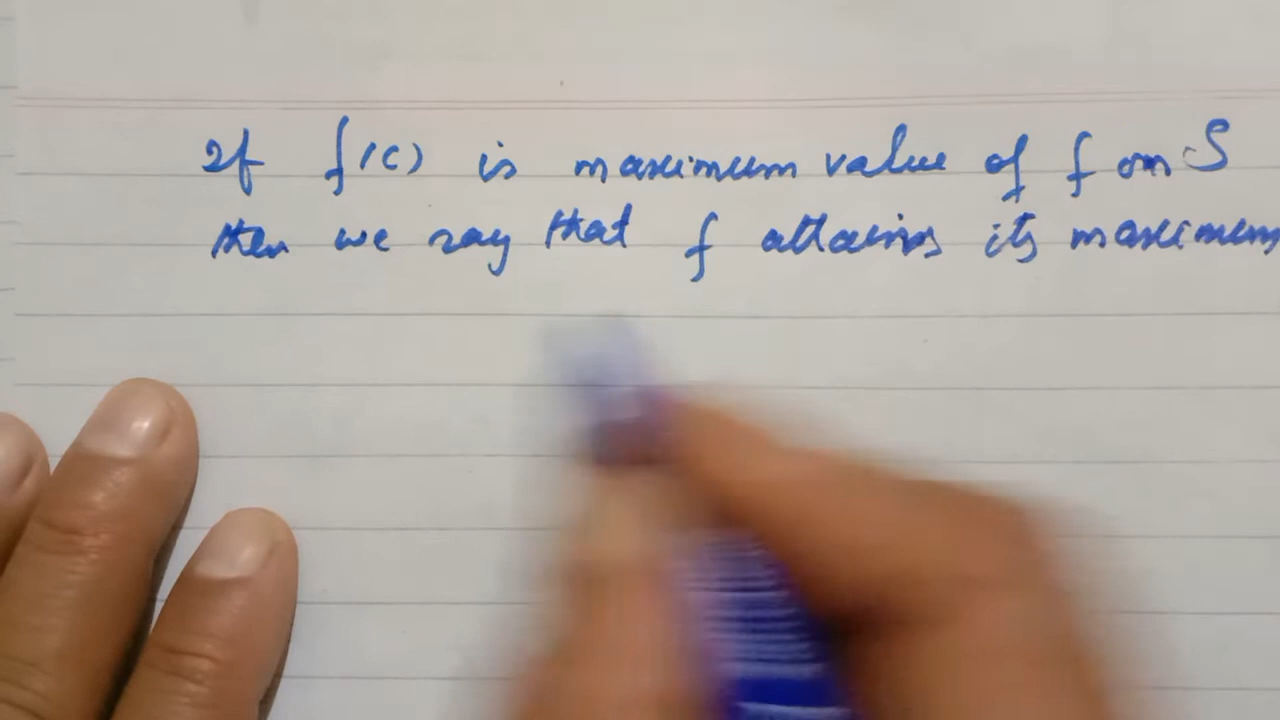 If f(c) is maximum value of f on S
then we say that f attains its maximum